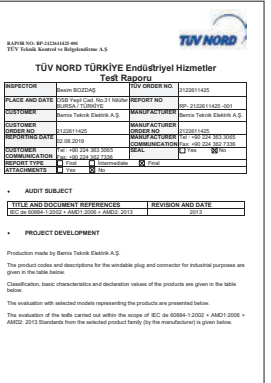 RAPOR NO: RP-2122611425-001
TÜV Teknik Kontrol ve Belgelendirme A.Ş.
TUV NORD
TÜV NORD TÜRKİYE Endüstriyel Hizmetler
Test Raporu
INSPECTOR Besim BOZDAŞ TÜV ORDER NO. 2122611425
PLACE AND DATE OSB Yeşil Cad. No.31 Nilüfer BURSA / TÜRKİYE REPORT NO RP- 2122611425 -001
CUSTOMER Bemis Teknik Elektrik A.Ş. MANUFACTURER Bemis Teknik Elektrik A.Ş.
CUSTOMER ORDER NO 2122611425 MANUFACTURER ORDER NO 2122611425
REPORTING DATE 02.08.2019 MANUFACTURER COMMUNICATION Tel : +90 224 363 3065 Fax: +90 224 362 7336
CUSTOMER COMMUNICATION Tel : +90 224 363 3065 Fax: +90 224 362 7336 SEAL Yes No
REPORT TYPE First Intermediate Final
ATTACHMENTS Yes No
• AUDIT SUBJECT
TITLE AND DOCUMENT REFERENCES REVISION AND DATE
IEC de 60884-1:2002 + AMD1:2006 + AMD2: 2013 2013
• PROJECT DEVELOPMENT
Production made by Bemis Teknik Elektrik A.Ş.
The product codes and descriptions for the windable plug and connector for industrial purposes are
given in the table below.
Classification, basic characteristics and declaration values of the products are given in the table
below.
The evaluation with selected models representing the products are presented below.
The evaluation of the tests carried out within the scope of IEC de 60884-1:2002 + AMD1:2006 +
AMD2: 2013 Standards from the selected product family (by the manufacturer) is given below.